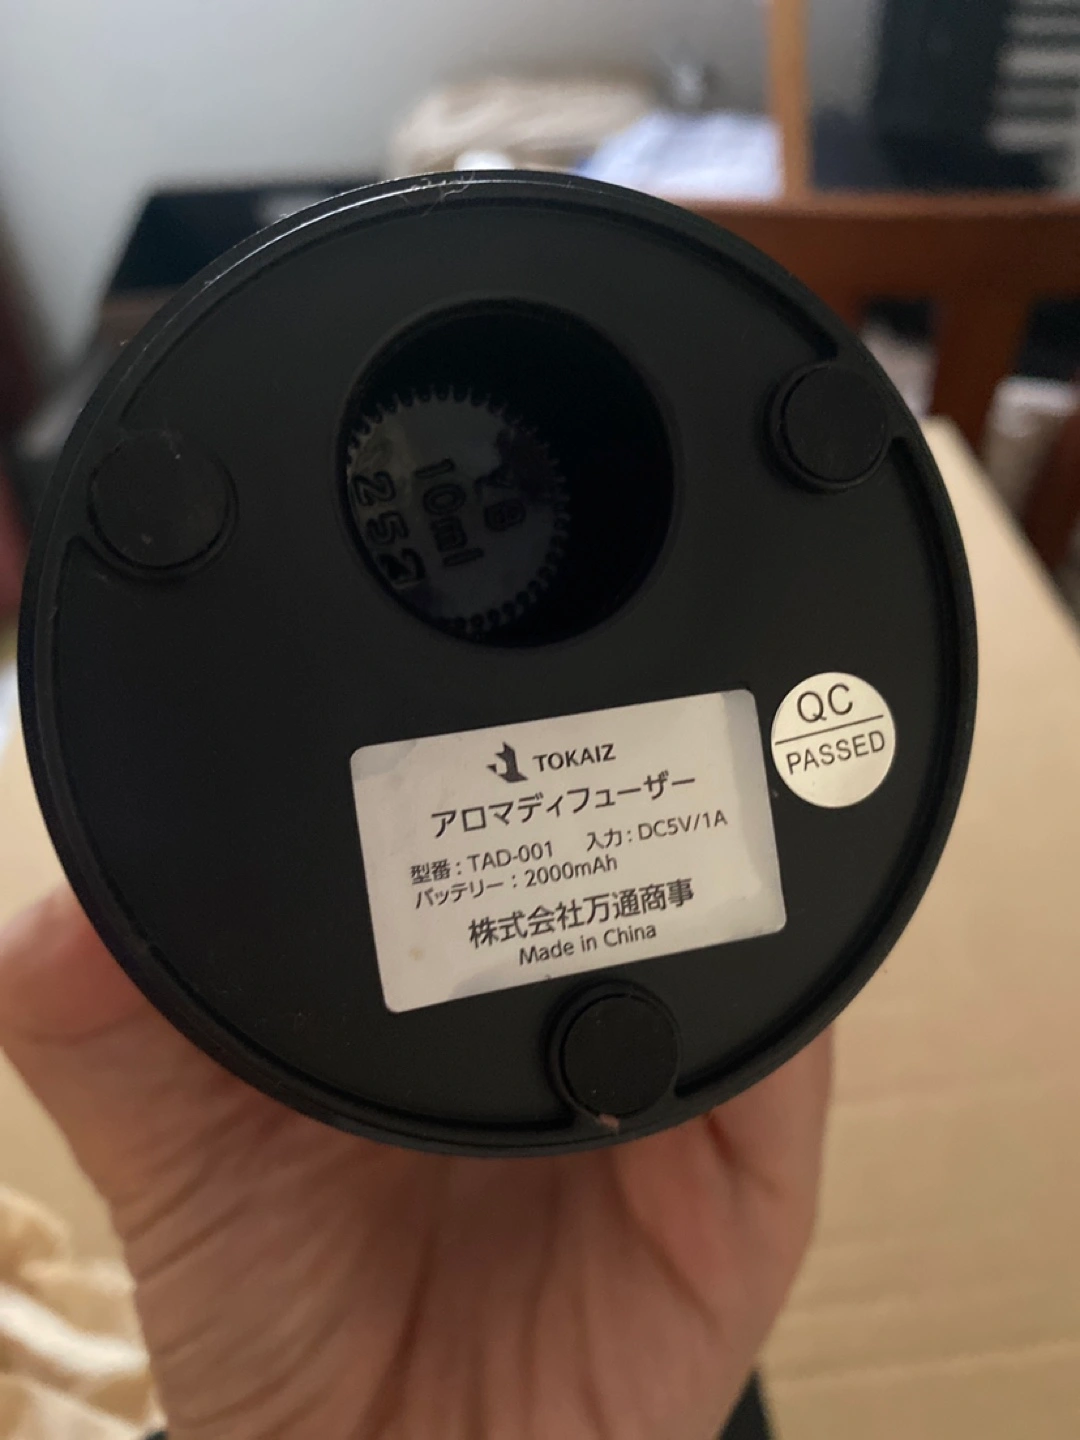 10ml
252
TOKAIZ
アロマディフューザー
型番：TAD-001 入力：DC5V/1A
バッテリー：2000mAh
株式会社万通商事
Made in China
QC
PASSED